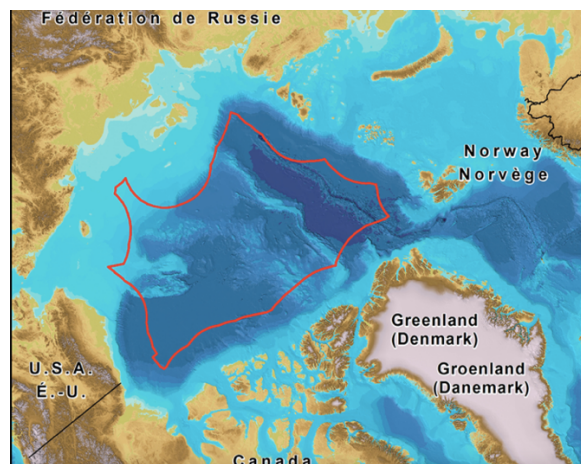 Fédération de Russie
Norway
Norvège
Greenland
(Denmark)
Groenland
(Danemark)
U.S.A.
É.-U.
Canada